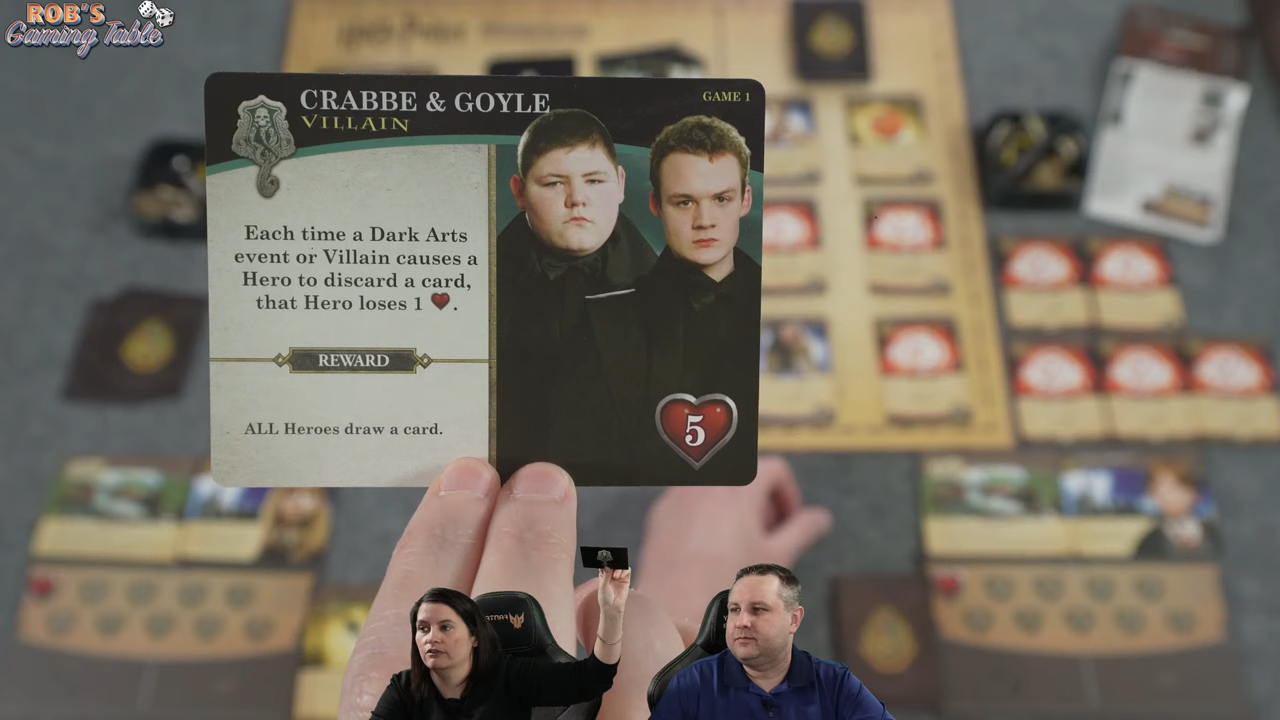 ROB'S
Gaming Table
CRABBE & GOYLE
GAME 1
VILLAIN
Each time a Dark Arts
event or Villain causes a
Hero to discard a card,
that Hero loses 1 .
REWARD
ALL Heroes draw a card.
5